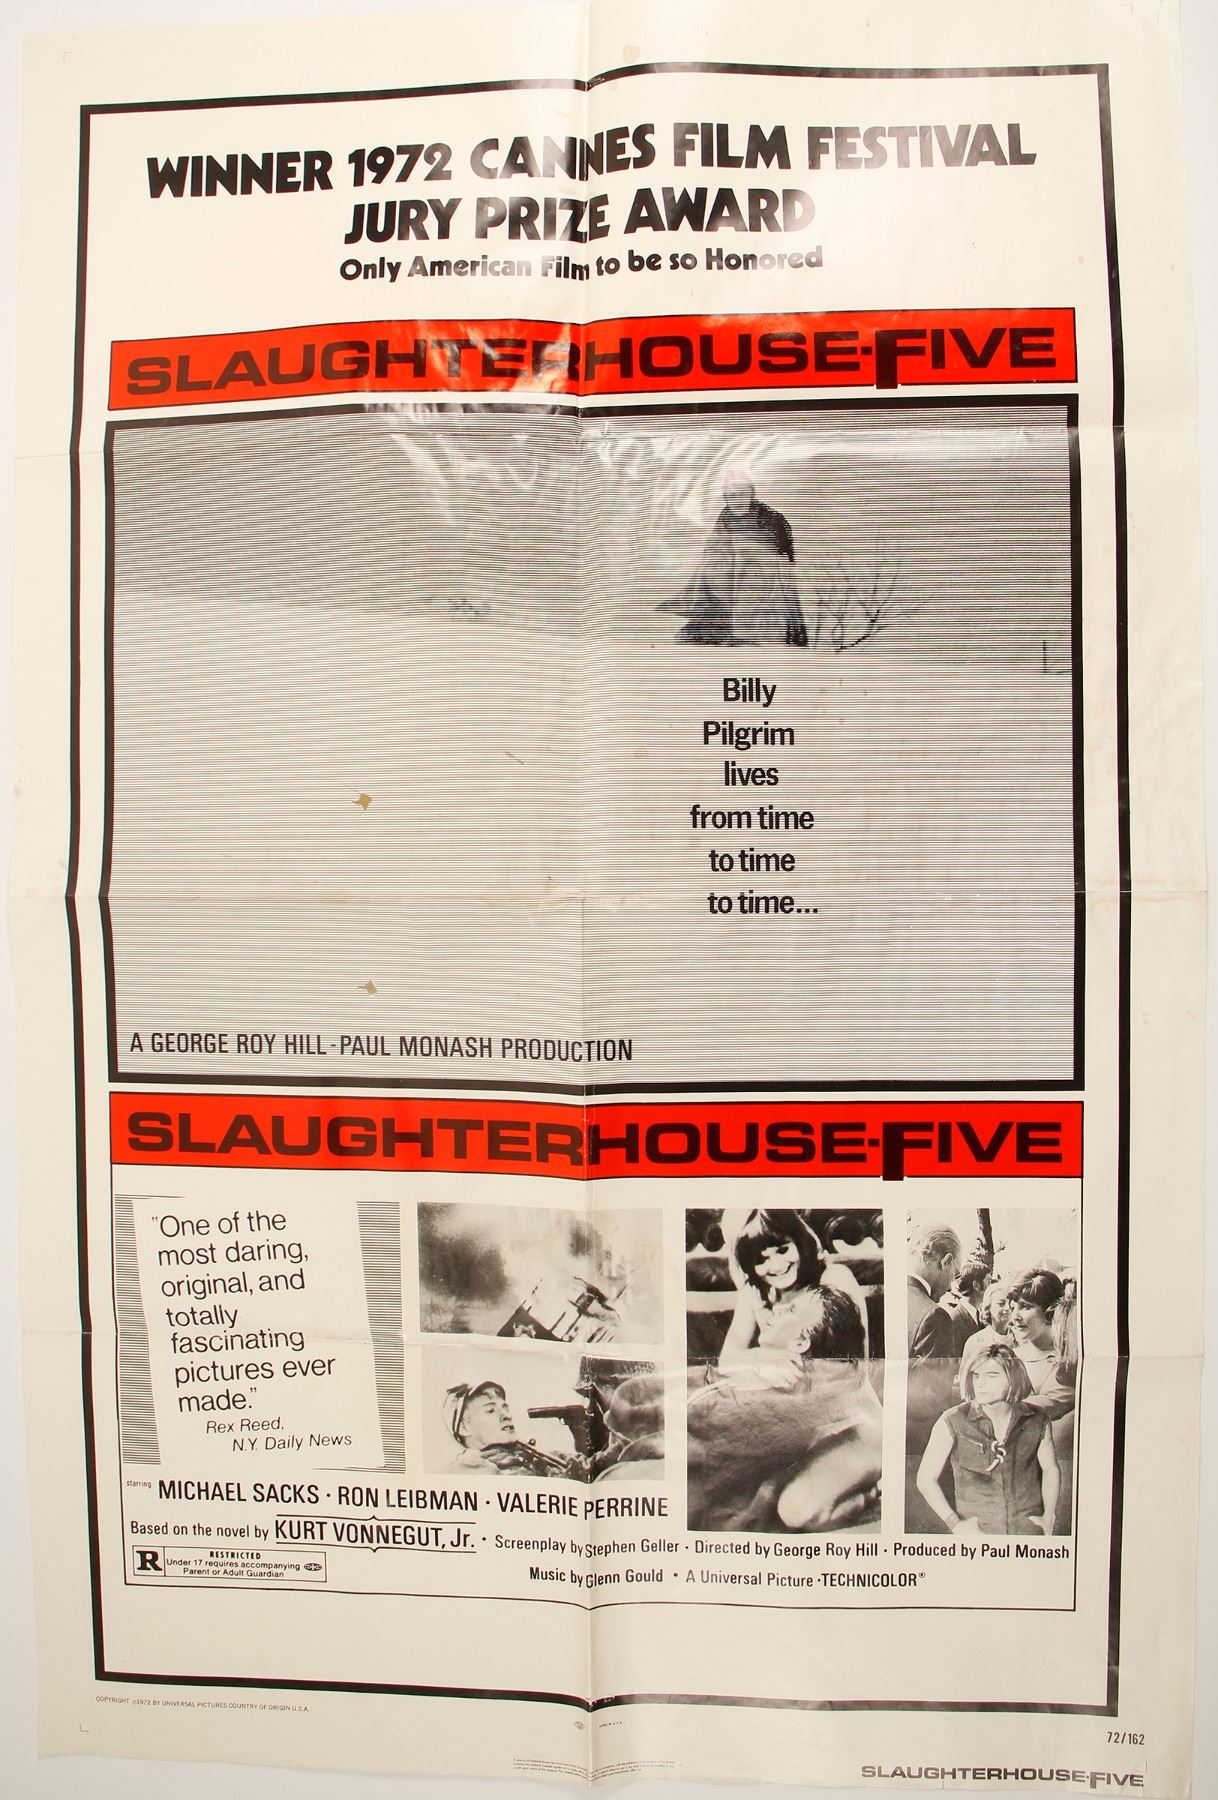 WINNER 1972 CANNES FILM FESTIVAL
JURY PRIZE AWARD
Only American Film to be so Honored
SLAUGHTERHOUSE-FIVE
Billy
Pilgrim
lives
from time
to time
to time...
A GEORGE ROY HILL - PAUL MONASH PRODUCTION
SLAUGHTERHOUSE-FIVE
"One of the
most daring,
original, and
totally
fascinating
pictures ever
made."
Rex Reed,
N.Y. Daily News
starring MICHAEL SACKS · RON LEIBMAN · VALERIE PERRINE
Based on the novel by KURT VONNEGUT, Jr. · Screenplay by Stephen Geller · Directed by George Roy Hill · Produced by Paul Monash
R RESTRICTED
Under 17 requires accompanying
Parent or Adult Guardian
Music by Glenn Gould · A Universal Picture · TECHNICOLOR®
COPYRIGHT ©1972 BY UNIVERSAL PICTURES COUNTRY OF ORIGIN U.S.A.
72/162
SLAUGHTERHOUSE-FIVE